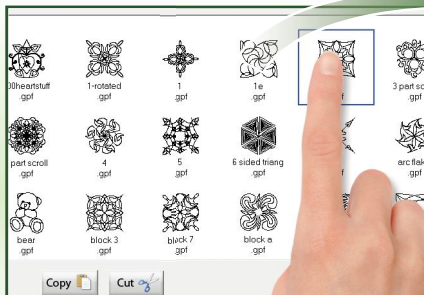 00heartstuff
.gpf
1-rotated
.gpf
1
.gpf
1e
.gpf
3 part sc
.gpf
part scroll
.gpf
4
.gpf
5
.gpf
6 sided triang
.gpf
arc flak
.gpf
bear
.gpf
block 3
.gpf
block 7
.gpf
block a
.gpf
Copy
Cut